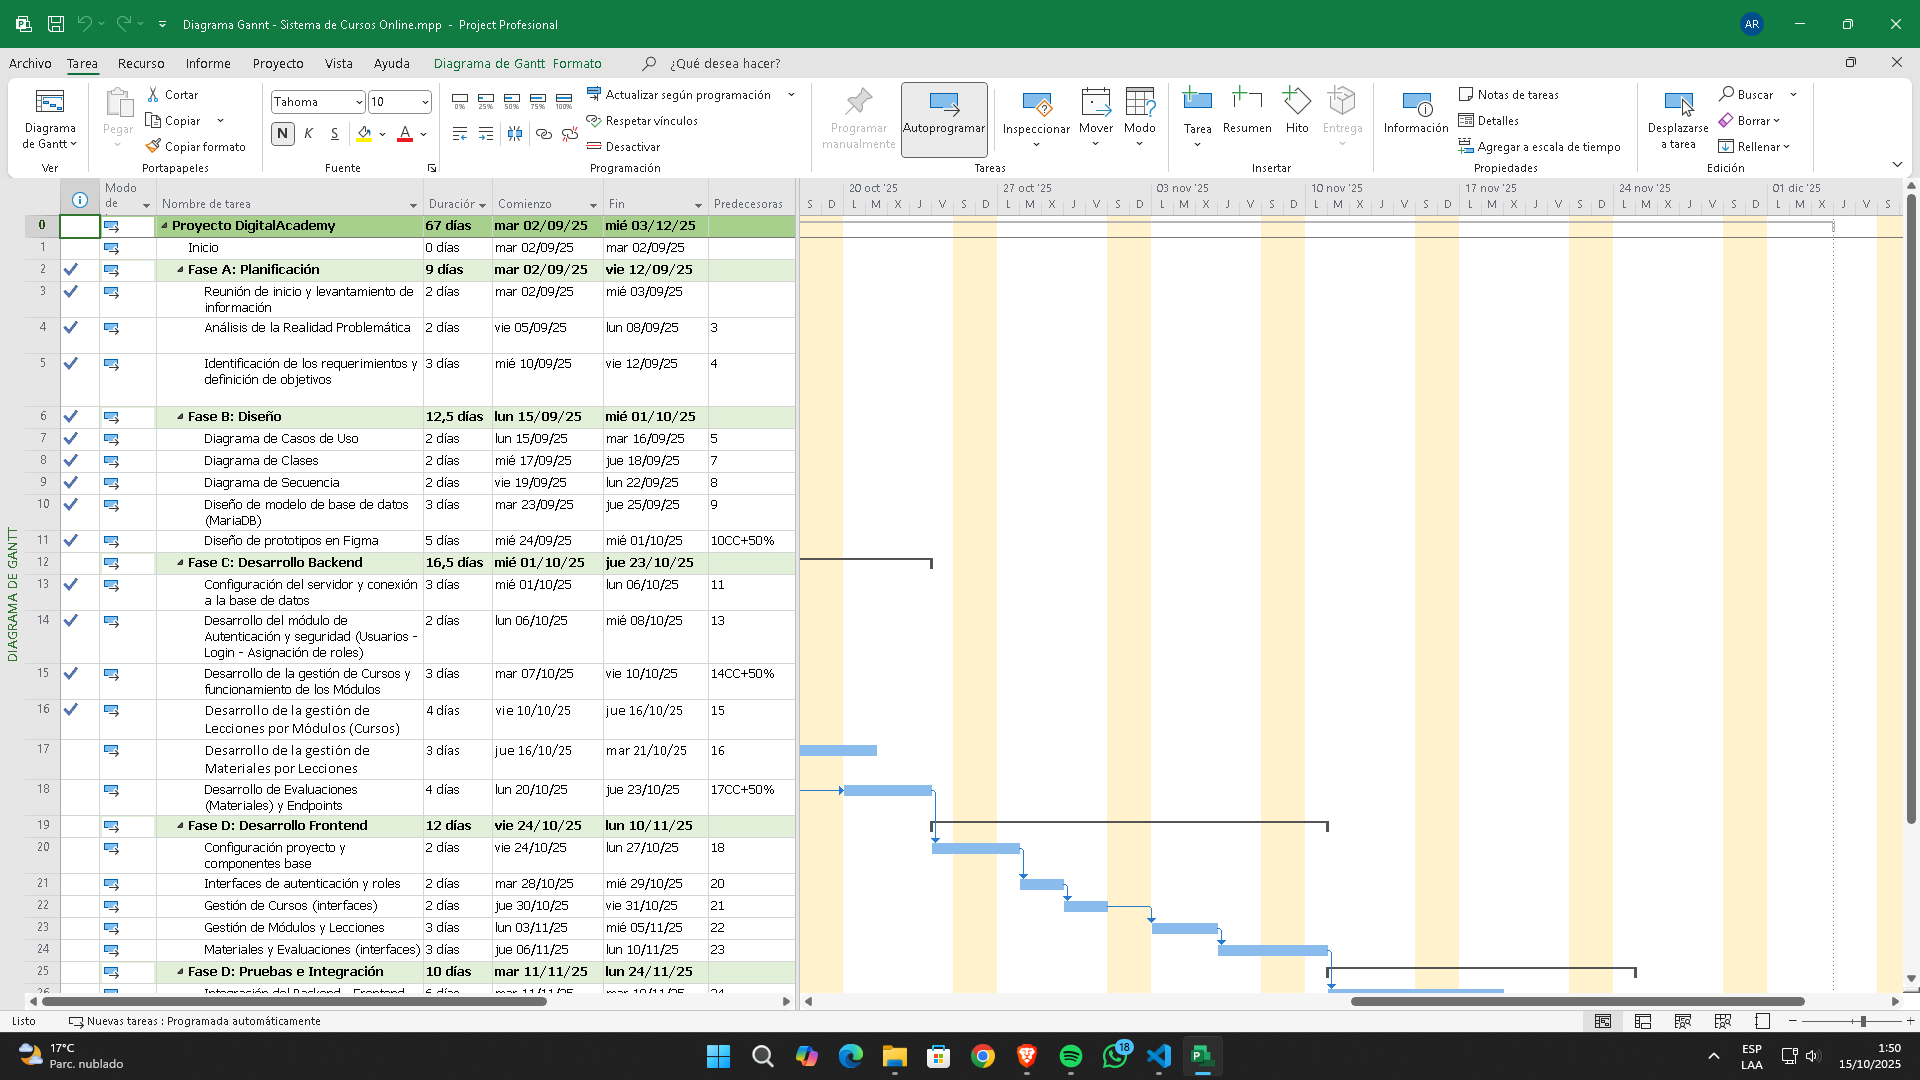 Diagrama Gannt - Sistema de Cursos Online.mpp - Project Profesional
AR
Archivo Tarea Recurso Informe Proyecto Vista Ayuda Diagrama de Gantt Formato ¿Qué desea hacer?
Diagrama de Gantt
Ver
Pegar
Cortar
Copiar
Copiar formato
Portapapeles
Tahoma 10
N K S A
Fuente
0% 25% 50% 75% 100%
Actualizar según programación
Respetar vínculos
Desactivar
Programación
Programar manualmente
Autoprogramar
Inspeccionar
Mover
Modo
Tareas
Tarea
Resumen
Hito
Entrega
Insertar
Información
Notas de tareas
Detalles
Agregar a escala de tiempo
Propiedades
Desplazarse a tarea
Buscar
Borrar
Rellenar
Edición
Modo de Nombre de tarea Duración Comienzo Fin Predecesoras
20 oct '25 27 oct '25 03 nov '25 10 nov '25 17 nov '25 24 nov '25 01 dic '25
S D L M X J V S D L M X J V S D L M X J V S D L M X J V S D L M X J V S D L M X J V S D L M X J V S
DIAGRAMA DE GANTT
0 Proyecto DigitalAcademy 67 días mar 02/09/25 mié 03/12/25
1 Inicio 0 días mar 02/09/25 mar 02/09/25
2 Fase A: Planificación 9 días mar 02/09/25 vie 12/09/25
3 Reunión de inicio y levantamiento de información 2 días mar 02/09/25 mié 03/09/25
4 Análisis de la Realidad Problemática 2 días vie 05/09/25 lun 08/09/25 3
5 Identificación de los requerimientos y definición de objetivos 3 días mié 10/09/25 vie 12/09/25 4
6 Fase B: Diseño 12,5 días lun 15/09/25 mié 01/10/25
7 Diagrama de Casos de Uso 2 días lun 15/09/25 mar 16/09/25 5
8 Diagrama de Clases 2 días mié 17/09/25 jue 18/09/25 7
9 Diagrama de Secuencia 2 días vie 19/09/25 lun 22/09/25 8
10 Diseño de modelo de base de datos (MariaDB) 3 días mar 23/09/25 jue 25/09/25 9
11 Diseño de prototipos en Figma 5 días mié 24/09/25 mié 01/10/25 10CC+50%
12 Fase C: Desarrollo Backend 16,5 días mié 01/10/25 jue 23/10/25
13 Configuración del servidor y conexión a la base de datos 3 días mié 01/10/25 lun 06/10/25 11
14 Desarrollo del módulo de Autenticación y seguridad (Usuarios - Login - Asignación de roles) 2 días lun 06/10/25 mié 08/10/25 13
15 Desarrollo de la gestión de Cursos y funcionamiento de los Módulos 3 días mar 07/10/25 vie 10/10/25 14CC+50%
16 Desarrollo de la gestión de Lecciones por Módulos (Cursos) 4 días vie 10/10/25 jue 16/10/25 15
17 Desarrollo de la gestión de Materiales por Lecciones 3 días jue 16/10/25 mar 21/10/25 16
18 Desarrollo de Evaluaciones (Materiales) y Endpoints 4 días lun 20/10/25 jue 23/10/25 17CC+50%
19 Fase D: Desarrollo Frontend 12 días vie 24/10/25 lun 10/11/25
20 Configuración proyecto y componentes base 2 días vie 24/10/25 lun 27/10/25 18
21 Interfaces de autenticación y roles 2 días mar 28/10/25 mié 29/10/25 20
22 Gestión de Cursos (interfaces) 2 días jue 30/10/25 vie 31/10/25 21
23 Gestión de Módulos y Lecciones 3 días lun 03/11/25 mié 05/11/25 22
24 Materiales y Evaluaciones (interfaces) 3 días jue 06/11/25 lun 10/11/25 23
25 Fase D: Pruebas e Integración 10 días mar 11/11/25 lun 24/11/25
Listo Nuevas tareas : Programada automáticamente
17°C
Parc. nublado
18
ESP
LAA
1:50
15/10/2025